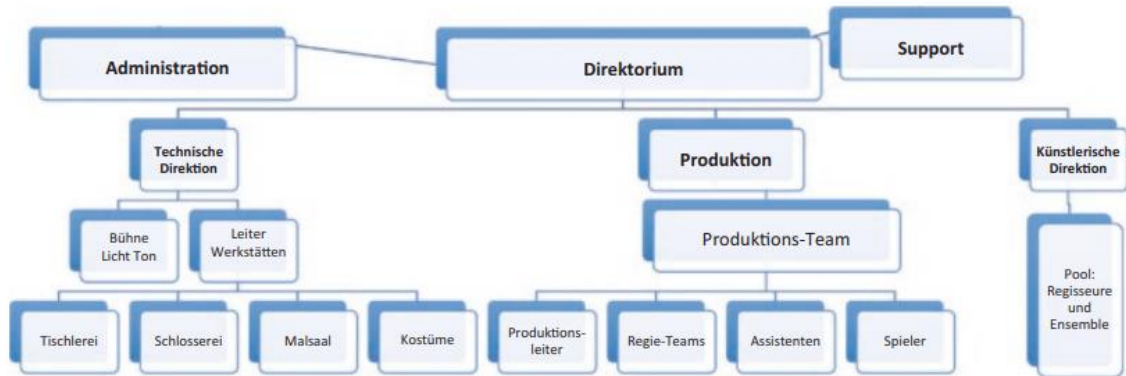 Administration
Direktorium
Support
Technische
Direktion
Produktion
Künstlerische
Direktion
Bühne
Licht Ton
Leiter
Werkstätten
Produktions-Team
Pool:
Regisseure
und
Ensemble
Tischlerei
Schlosserei
Malsaal
Kostüme
Produktions-
leiter
Regie-Teams
Assistenten
Spieler